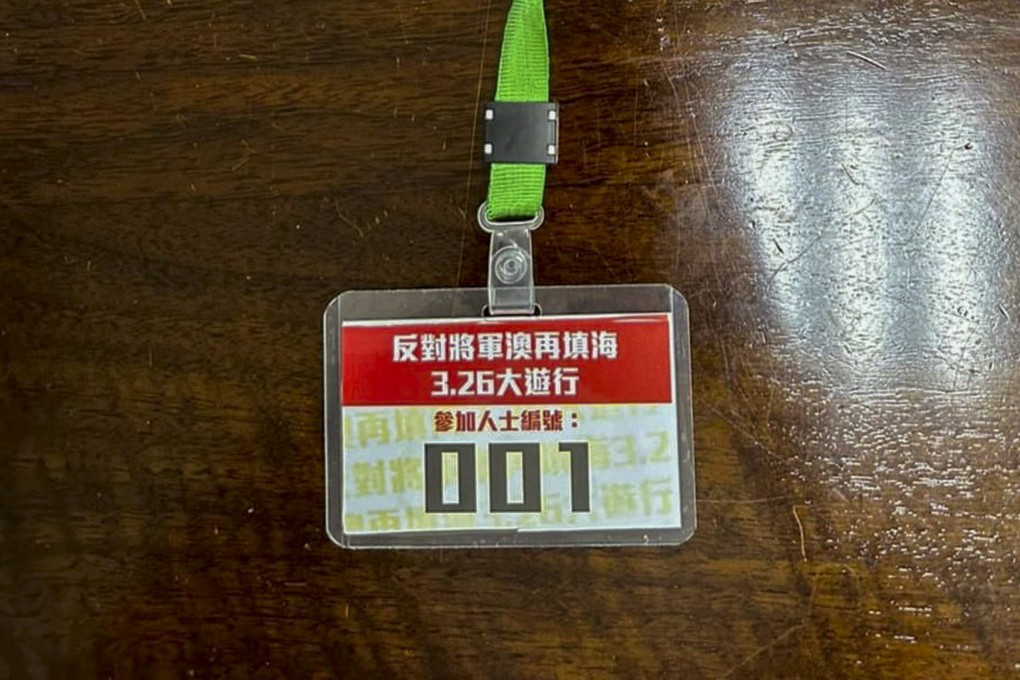 反對將軍澳再填海
3.26大遊行
參加人士編號：
001